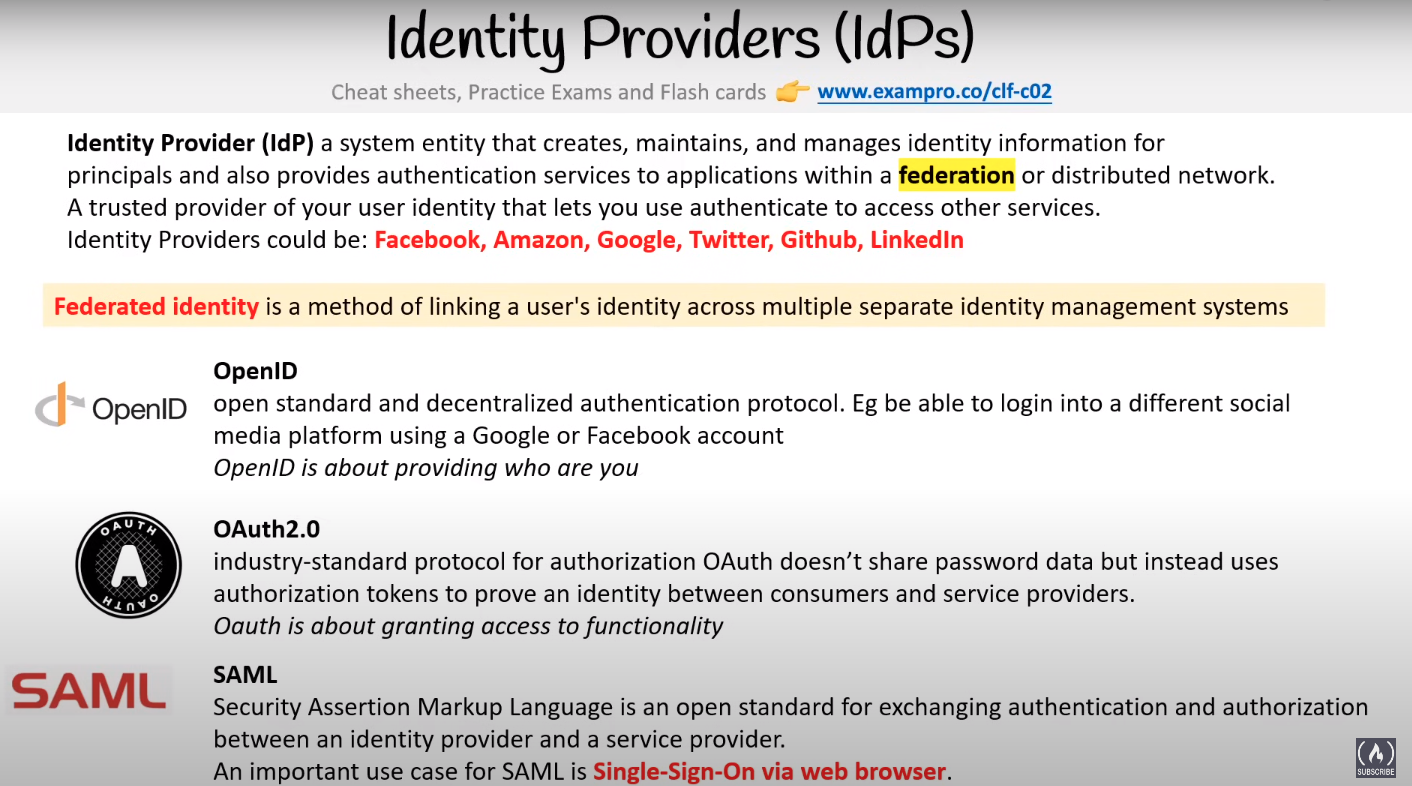 Identity Providers (IdPs)
Cheat sheets, Practice Exams and Flash cards 👉 www.exampro.co/clf-c02
Identity Provider (IdP) a system entity that creates, maintains, and manages identity information for
principals and also provides authentication services to applications within a federation or distributed network.
A trusted provider of your user identity that lets you use authenticate to access other services.
Identity Providers could be: Facebook, Amazon, Google, Twitter, Github, LinkedIn
Federated identity is a method of linking a user's identity across multiple separate identity management systems
OpenID
OpenID
open standard and decentralized authentication protocol. Eg be able to login into a different social
media platform using a Google or Facebook account
OpenID is about providing who are you
OAUTH
A
OAUTH
OAuth2.0
industry-standard protocol for authorization OAuth doesn’t share password data but instead uses
authorization tokens to prove an identity between consumers and service providers.
Oauth is about granting access to functionality
SAML
SAML
Security Assertion Markup Language is an open standard for exchanging authentication and authorization
between an identity provider and a service provider.
An important use case for SAML is Single-Sign-On via web browser.
SUBSCRIBE